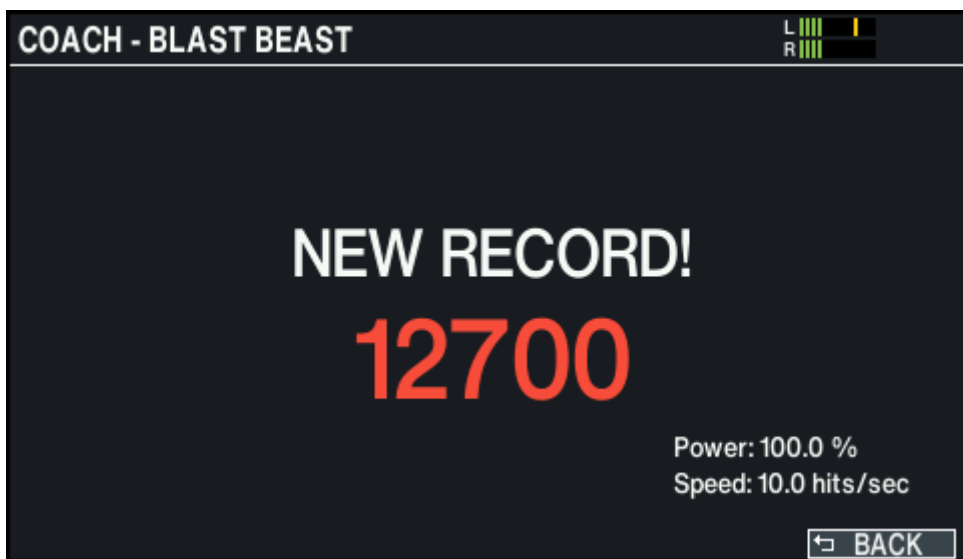 COACH - BLAST BEAST
L
R
NEW RECORD!
12700
Power: 100.0 %
Speed: 10.0 hits/sec
BACK